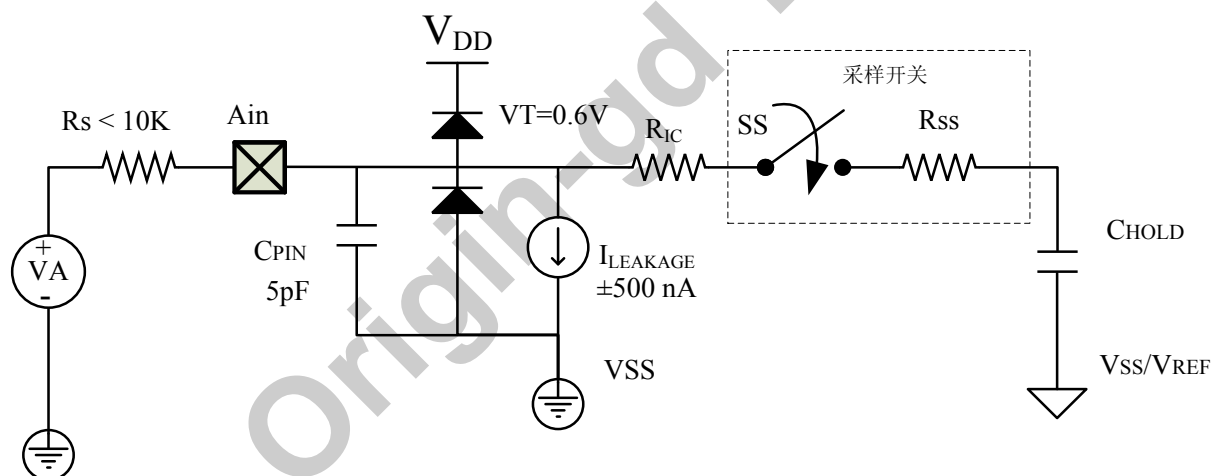 VDD
采样开关
Rs < 10K
Ain
VT=0.6V
RIC
SS
Rss
+
VA
-
CPIN
5pF
ILEAKAGE
±500 nA
CHOLD
VSS
VSS/VREF
Origin-gd